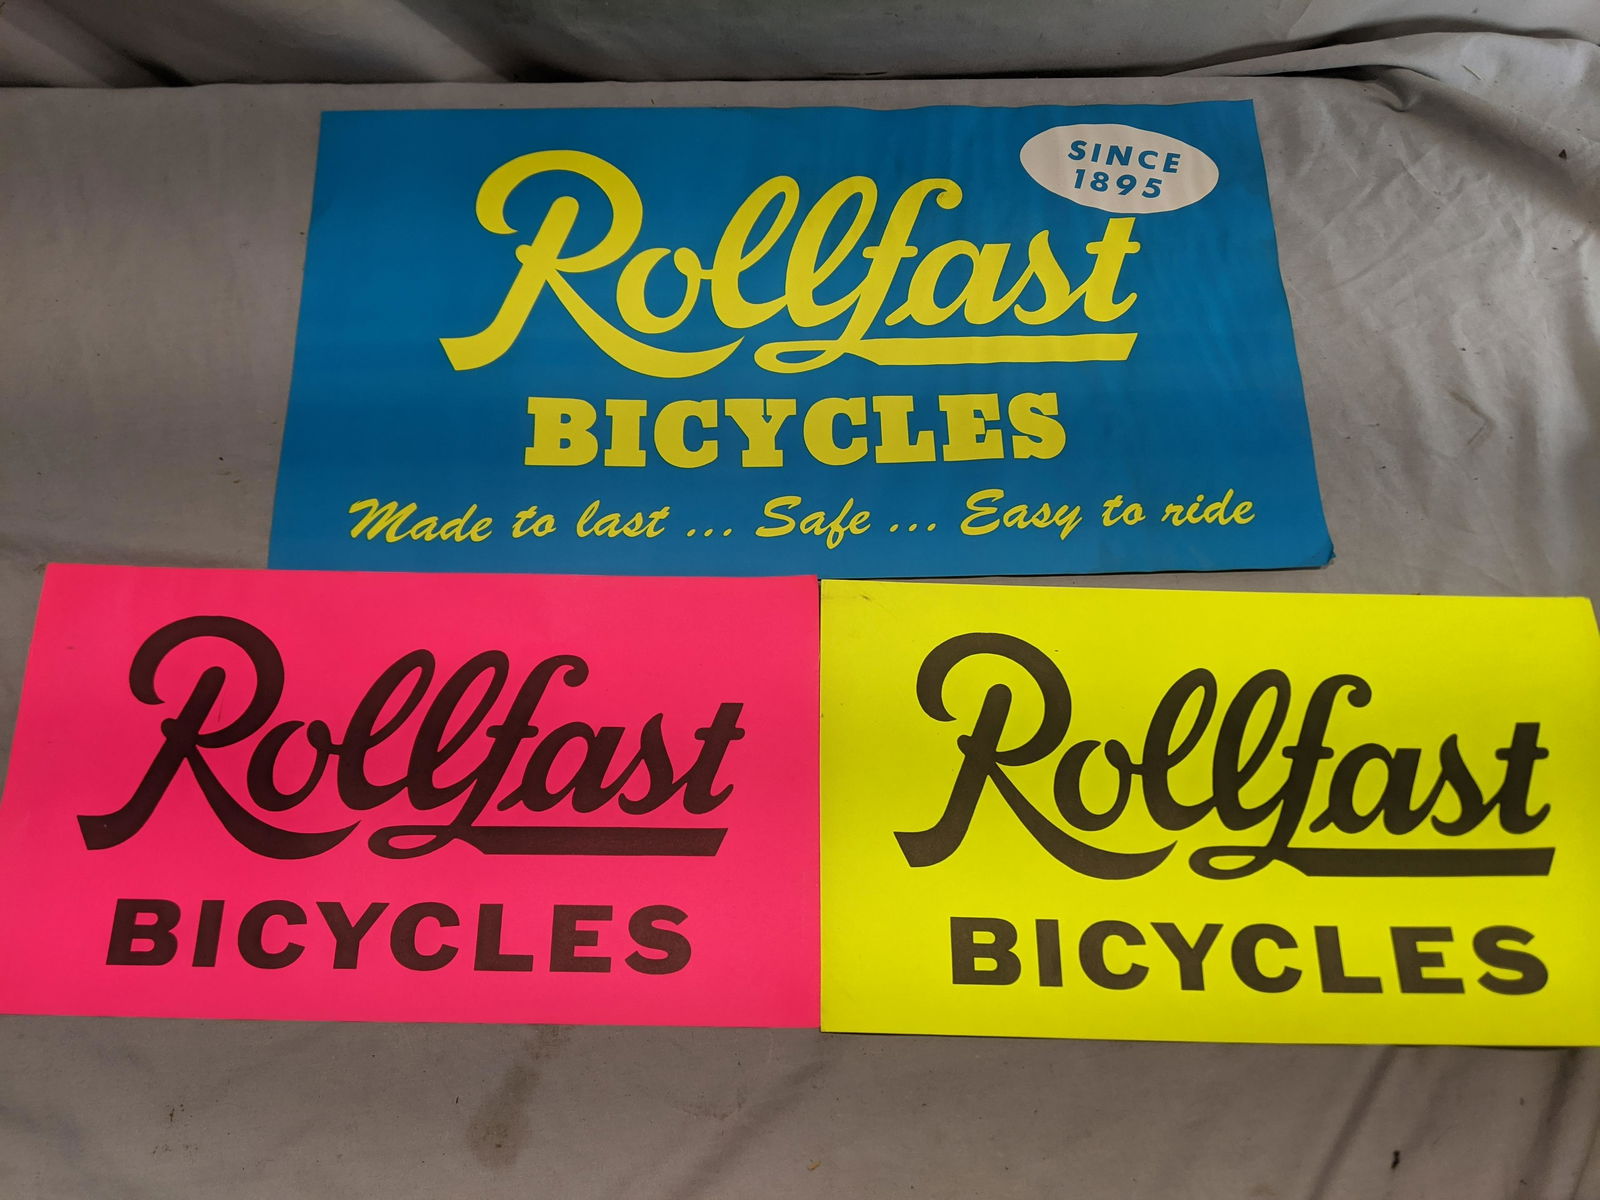 SINCE
1895
Rollfast
BICYCLES
Made to last ... Safe ... Easy to ride
Rollfast
BICYCLES
Rollfast
BICYCLES